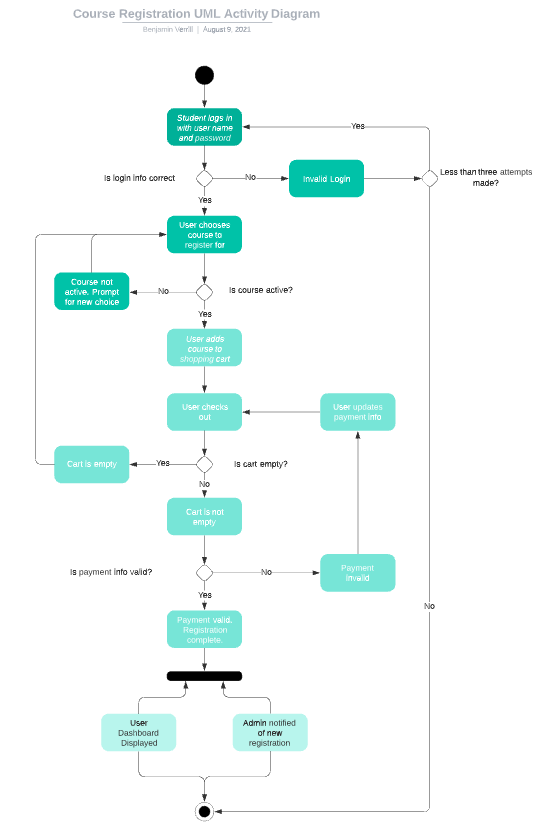 Course Registration UML Activity Diagram
Benjamin Verrill | August 9, 2021
Student logs in
with user name
and password
Yes
Is login info correct
No
Invalid Login
Less than three attempts
made?
Yes
User chooses
course to
register for
Course not
active. Prompt
for new choice
No
Is course active?
Yes
User adds
course to
shopping cart
User checks
out
User updates
payment info
Cart is empty
Yes
Is cart empty?
No
Cart is not
empty
Is payment info valid?
No
Payment
Invalid
Yes
No
Payment valid.
Registration
complete.
User
Dashboard
Displayed
Admin notified
of new
registration